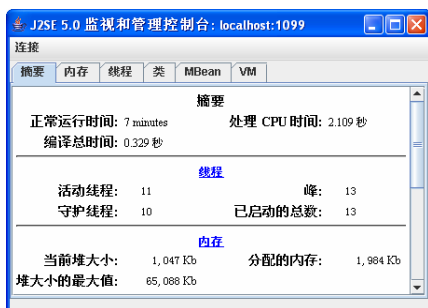 J2SE 5.0 监视和管理控制台: localhost:1099
连接
摘要 内存 线程 类 MBean VM
摘要
正常运行时间: 7 minutes 处理 CPU 时间: 2.109 秒
编译总时间: 0.329 秒
线程
活动线程: 11 峰: 13
守护线程: 10 已启动的总数: 13
内存
当前堆大小: 1,047 Kb 分配的内存: 1,984 Kb
堆大小的最大值: 65,088 Kb